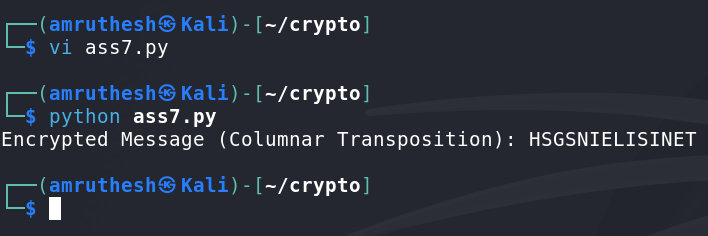 ┌──(amruthesh㉿Kali)-[~/crypto]
└─$ vi ass7.py
┌──(amruthesh㉿Kali)-[~/crypto]
└─$ python ass7.py
Encrypted Message (Columnar Transposition): HSGSNIELISINET
┌──(amruthesh㉿Kali)-[~/crypto]
└─$